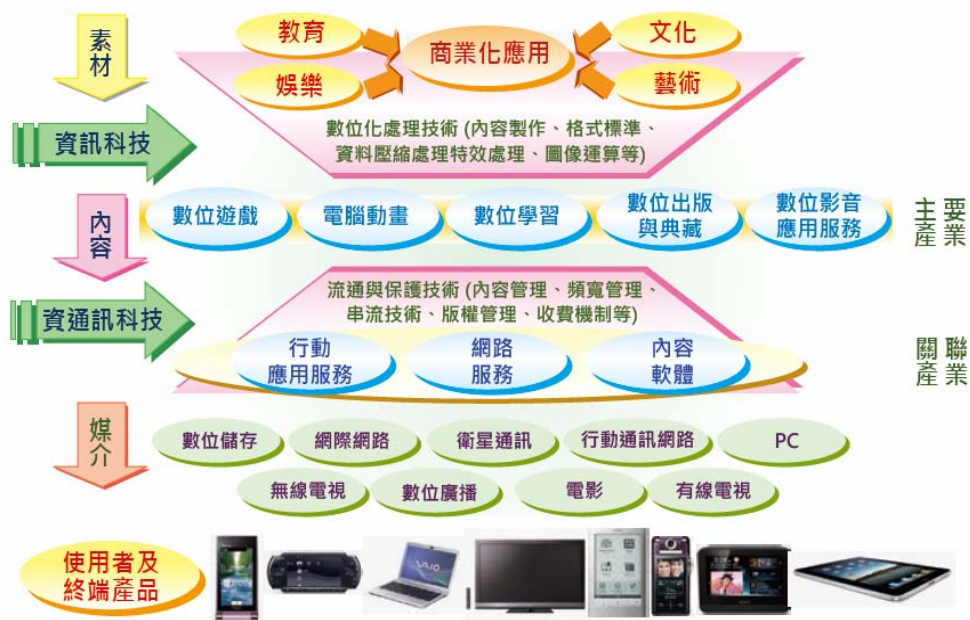 素材
教育
文化
商業化應用
娛樂
藝術
資訊科技
數位化處理技術 (內容製作、格式標準、
資料壓縮處理特效處理、圖像運算等)
內容
數位遊戲
電腦動畫
數位學習
數位出版
與典藏
數位影音
應用服務
主要
產業
資通訊科技
流通與保護技術 (內容管理、頻寬管理、
串流技術、版權管理、收費機制等)
行動
應用服務
網路
服務
內容
軟體
關聯
產業
媒介
數位儲存
網際網路
衛星通訊
行動通訊網路
PC
無線電視
數位廣播
電影
有線電視
使用者及
終端產品
VAIO